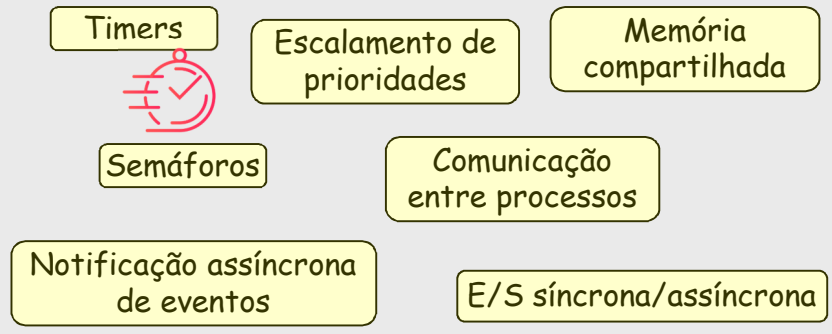 Timers
Escalamento de
prioridades
Memória
compartilhada
Semáforos
Comunicação
entre processos
Notificação assíncrona
de eventos
E/S síncrona/assíncrona